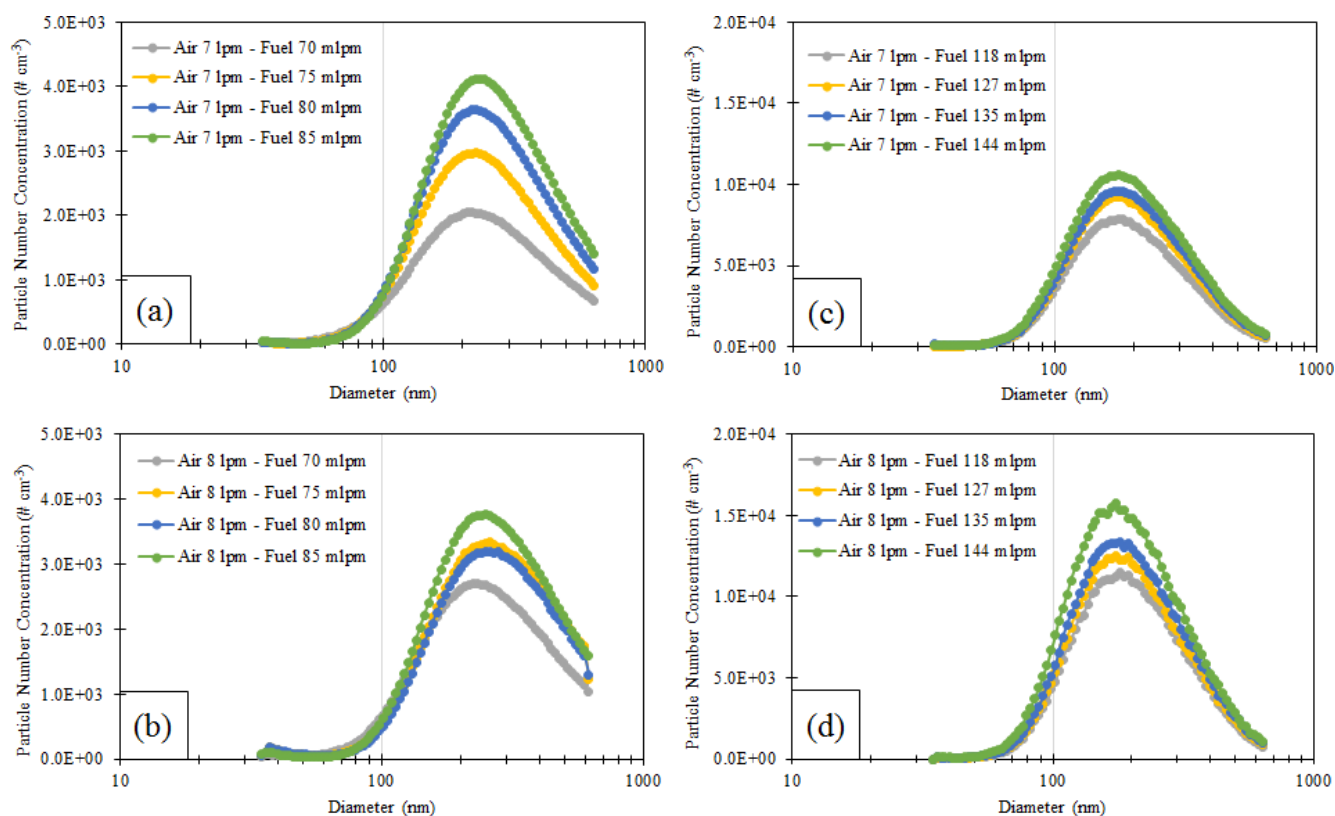 Particle Number Concentration (# cm-3)
5.0E+03
4.0E+03
3.0E+03
2.0E+03
1.0E+03
0.0E+00
Air 7 lpm - Fuel 70 mlpm
Air 7 lpm - Fuel 75 mlpm
Air 7 lpm - Fuel 80 mlpm
Air 7 lpm - Fuel 85 mlpm
(a)
10
100
1000
Diameter (nm)
Particle Number Concentration (# cm-3)
2.0E+04
1.5E+04
1.0E+04
5.0E+03
0.0E+00
Air 7 lpm - Fuel 118 mlpm
Air 7 lpm - Fuel 127 mlpm
Air 7 lpm - Fuel 135 mlpm
Air 7 lpm - Fuel 144 mlpm
(c)
10
100
1000
Diameter (nm)
Particle Number Concentration (# cm-3)
5.0E+03
4.0E+03
3.0E+03
2.0E+03
1.0E+03
0.0E+00
Air 8 lpm - Fuel 70 mlpm
Air 8 lpm - Fuel 75 mlpm
Air 8 lpm - Fuel 80 mlpm
Air 8 lpm - Fuel 85 mlpm
(b)
10
100
1000
Diameter (nm)
Particle Number Concentration (# cm-3)
2.0E+04
1.5E+04
1.0E+04
5.0E+03
0.0E+00
Air 8 lpm - Fuel 118 mlpm
Air 8 lpm - Fuel 127 mlpm
Air 8 lpm - Fuel 135 mlpm
Air 8 lpm - Fuel 144 mlpm
(d)
10
100
1000
Diameter (nm)